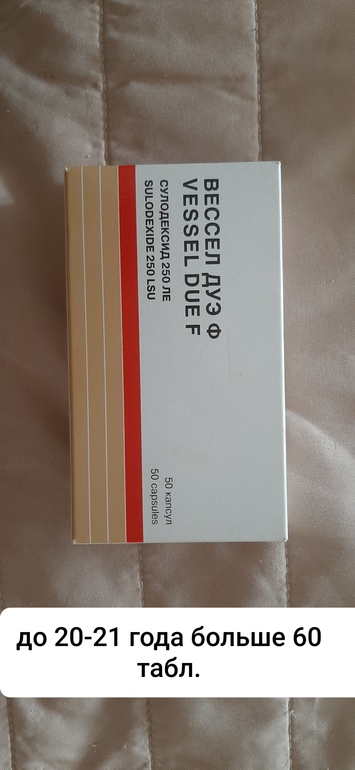 ВЕССЕЛ ДУЭ Ф
VESSEL DUE F
СУЛОДЕКСИД 250 ЛЕ
SULODEXIDE 250 LSU
50 капсул
50 capsules
до 20-21 года больше 60
табл.